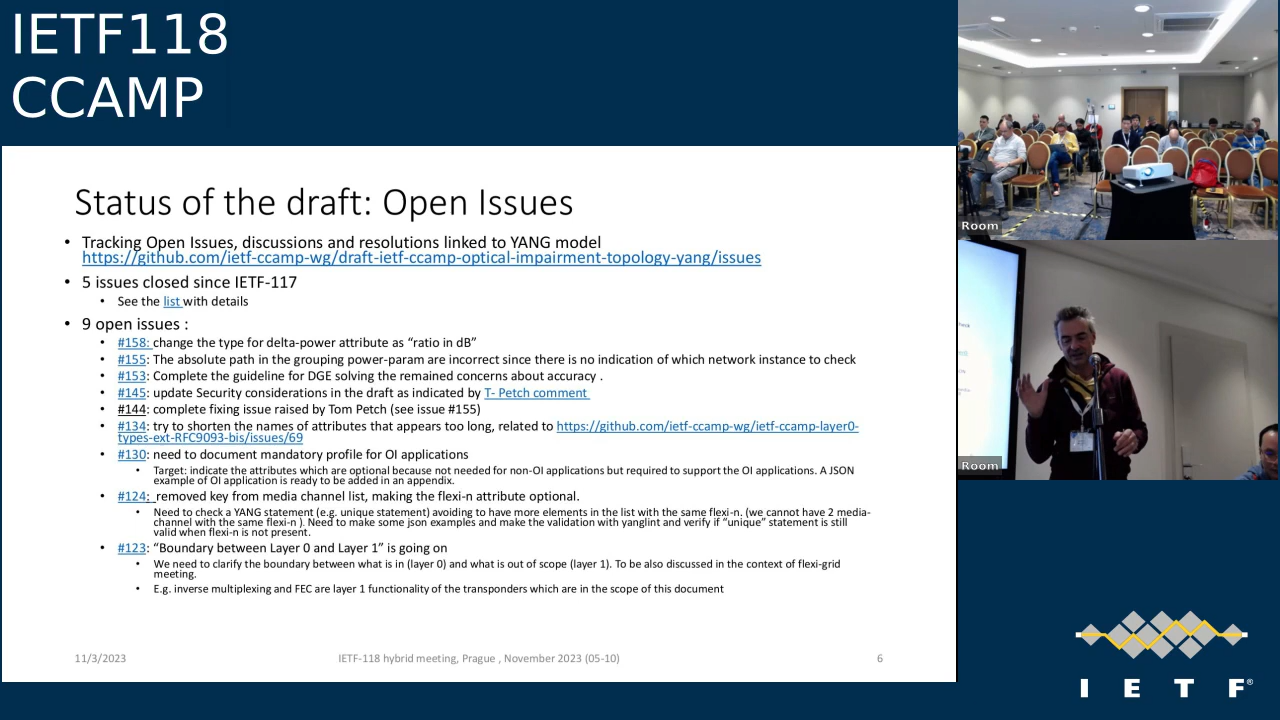 IETF118
CCAMP
Status of the draft: Open Issues
• Tracking Open Issues, discussions and resolutions linked to YANG model
https://github.com/ietf-ccamp-wg/draft-ietf-ccamp-optical-impairment-topology-yang/issues
• 5 issues closed since IETF-117
• See the list with details
• 9 open issues :
• #158: change the type for delta-power attribute as “ratio in dB”
• #155: The absolute path in the grouping power-param are incorrect since there is no indication of which network instance to check
• #153: Complete the guideline for DGE solving the remained concerns about accuracy .
• #145: update Security considerations in the draft as indicated by T- Petch comment
• #144: complete fixing issue raised by Tom Petch (see issue #155)
• #134: try to shorten the names of attributes that appears too long, related to https://github.com/ietf-ccamp-wg/ietf-ccamp-layer0-
types-ext-RFC9093-bis/issues/69
• #130: need to document mandatory profile for OI applications
• Target: indicate the attributes which are optional because not needed for non-OI applications but required to support the OI applications. A JSON
example of OI application is ready to be added in an appendix.
• #124: removed key from media channel list, making the flexi-n attribute optional.
• Need to check a YANG statement (e.g. unique statement) avoiding to have more elements in the list with the same flexi-n. (we cannot have 2 media-
channel with the same flexi-n ). Need to make some json examples and make the validation with yanglint and verify if “unique” statement is still
valid when flexi-n is not present.
• #123: “Boundary between Layer 0 and Layer 1” is going on
• We need to clarify the boundary between what is in (layer 0) and what is out of scope (layer 1). To be also discussed in the context of flexi-grid
meeting.
• E.g. inverse multiplexing and FEC are layer 1 functionality of the transponders which are in the scope of this document
11/3/2023
IETF-118 hybrid meeting, Prague , November 2023 (05-10)
6
Room
Room
I E T F®